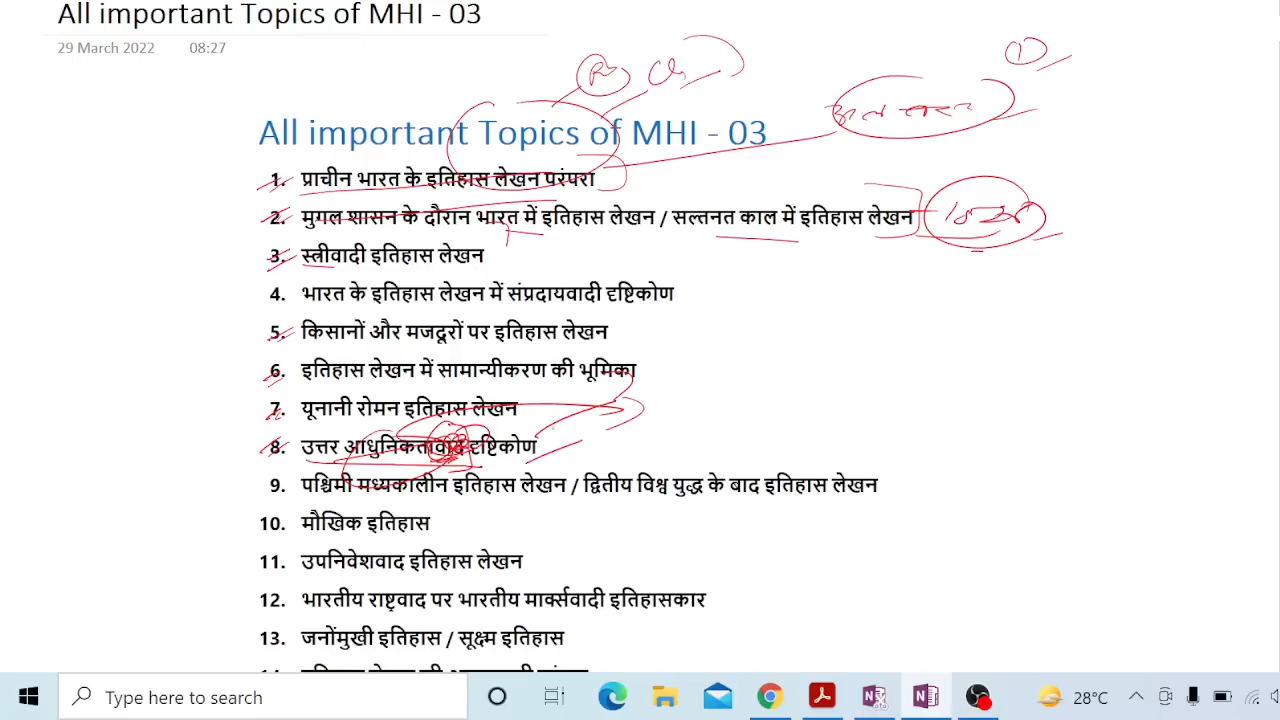 All important Topics of MHI - 03
29 March 2022 08:27
All important Topics of MHI - 03
1. प्राचीन भारत के इतिहास लेखन परंपरा
2. मुगल शासन के दौरान भारत में इतिहास लेखन / सल्तनत काल में इतिहास लेखन
3. स्त्रीवादी इतिहास लेखन
4. भारत के इतिहास लेखन में संप्रदायवादी दृष्टिकोण
5. किसानों और मजदूरों पर इतिहास लेखन
6. इतिहास लेखन में सामान्यीकरण की भूमिका
7. यूनानी रोमन इतिहास लेखन
8. उत्तर आधुनिकतावाद दृष्टिकोण
9. पश्चिमी मध्यकालीन इतिहास लेखन / द्वितीय विश्व युद्ध के बाद इतिहास लेखन
10. मौखिक इतिहास
11. उपनिवेशवाद इतिहास लेखन
12. भारतीय राष्ट्रवाद पर भारतीय मार्क्सवादी इतिहासकार
13. जनोंमुखी इतिहास / सूक्ष्म इतिहास
Type here to search
28°C